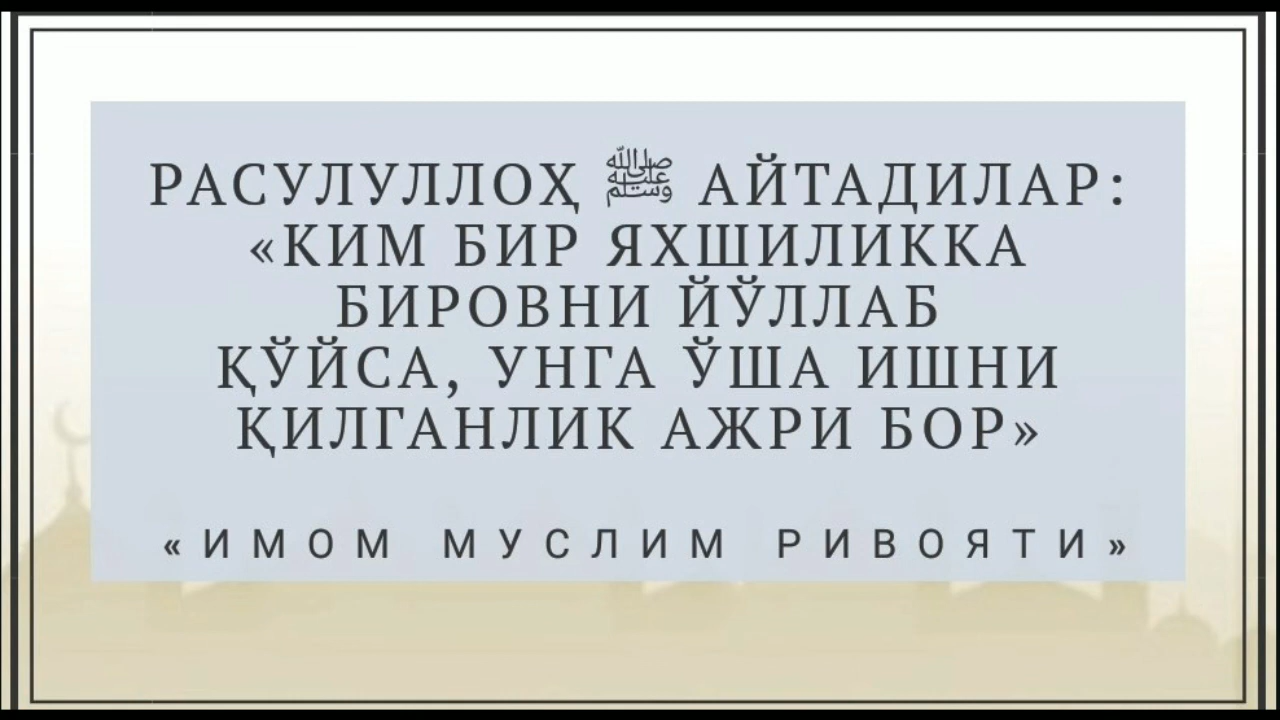 РАСУЛУЛЛОҲ ﷺ АЙТАДИЛАР:
«КИМ БИР ЯХШИЛИККА
БИРОВНИ ЙЎЛЛАБ
ҚЎЙСА, УНГА ЎША ИШНИ
ҚИЛГАНЛИК АЖРИ БОР»
«ИМОМ МУСЛИМ РИВОЯТИ»